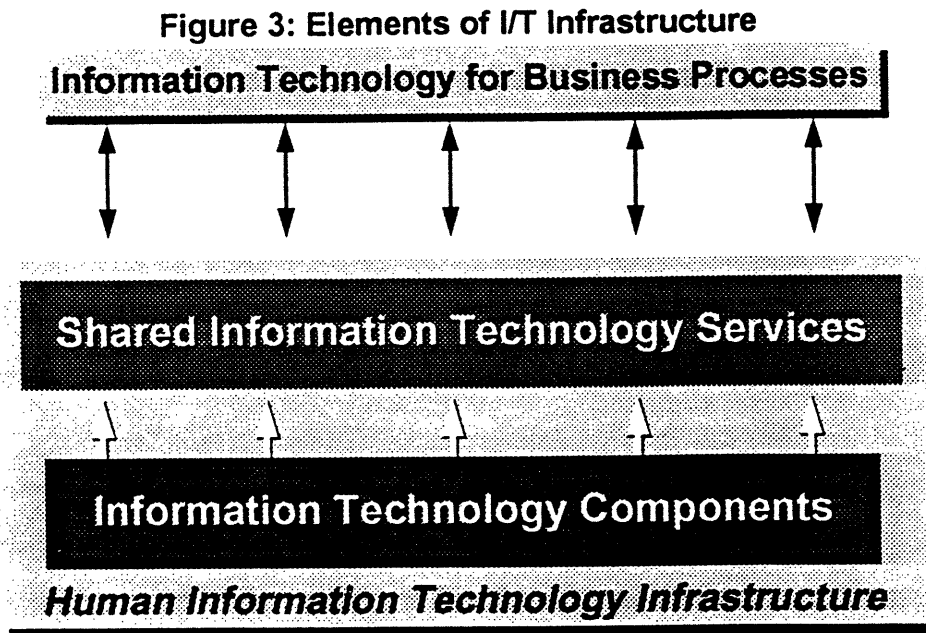 Figure 3: Elements of I/T Infrastructure
Information Technology for Business Processes
Shared Information Technology Services
Information Technology Components
Human Information Technology Infrastructure